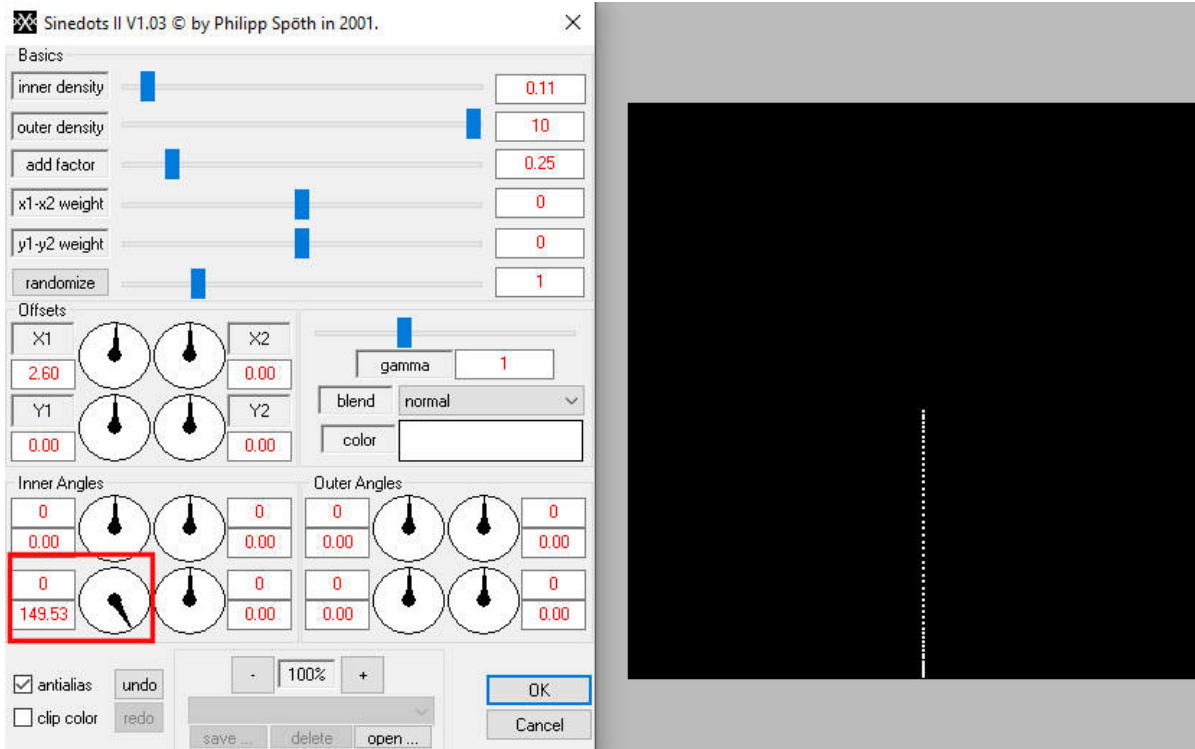 Sinedots II V1.03 © by Philipp Spöth in 2001.
Basics
inner density 0.11
outer density 10
add factor 0.25
x1-x2 weight 0
y1-y2 weight 0
randomize 1
Offsets
X1 X2
2.60 0.00
Y1 Y2
0.00 0.00
gamma 1
blend normal
color
Inner Angles
0 0
0.00 0.00
0 0
149.53 0.00
Outer Angles
0 0
0.00 0.00
0 0
0.00 0.00
antialias undo
clip color redo
- 100% +
save ... delete open ...
OK
Cancel